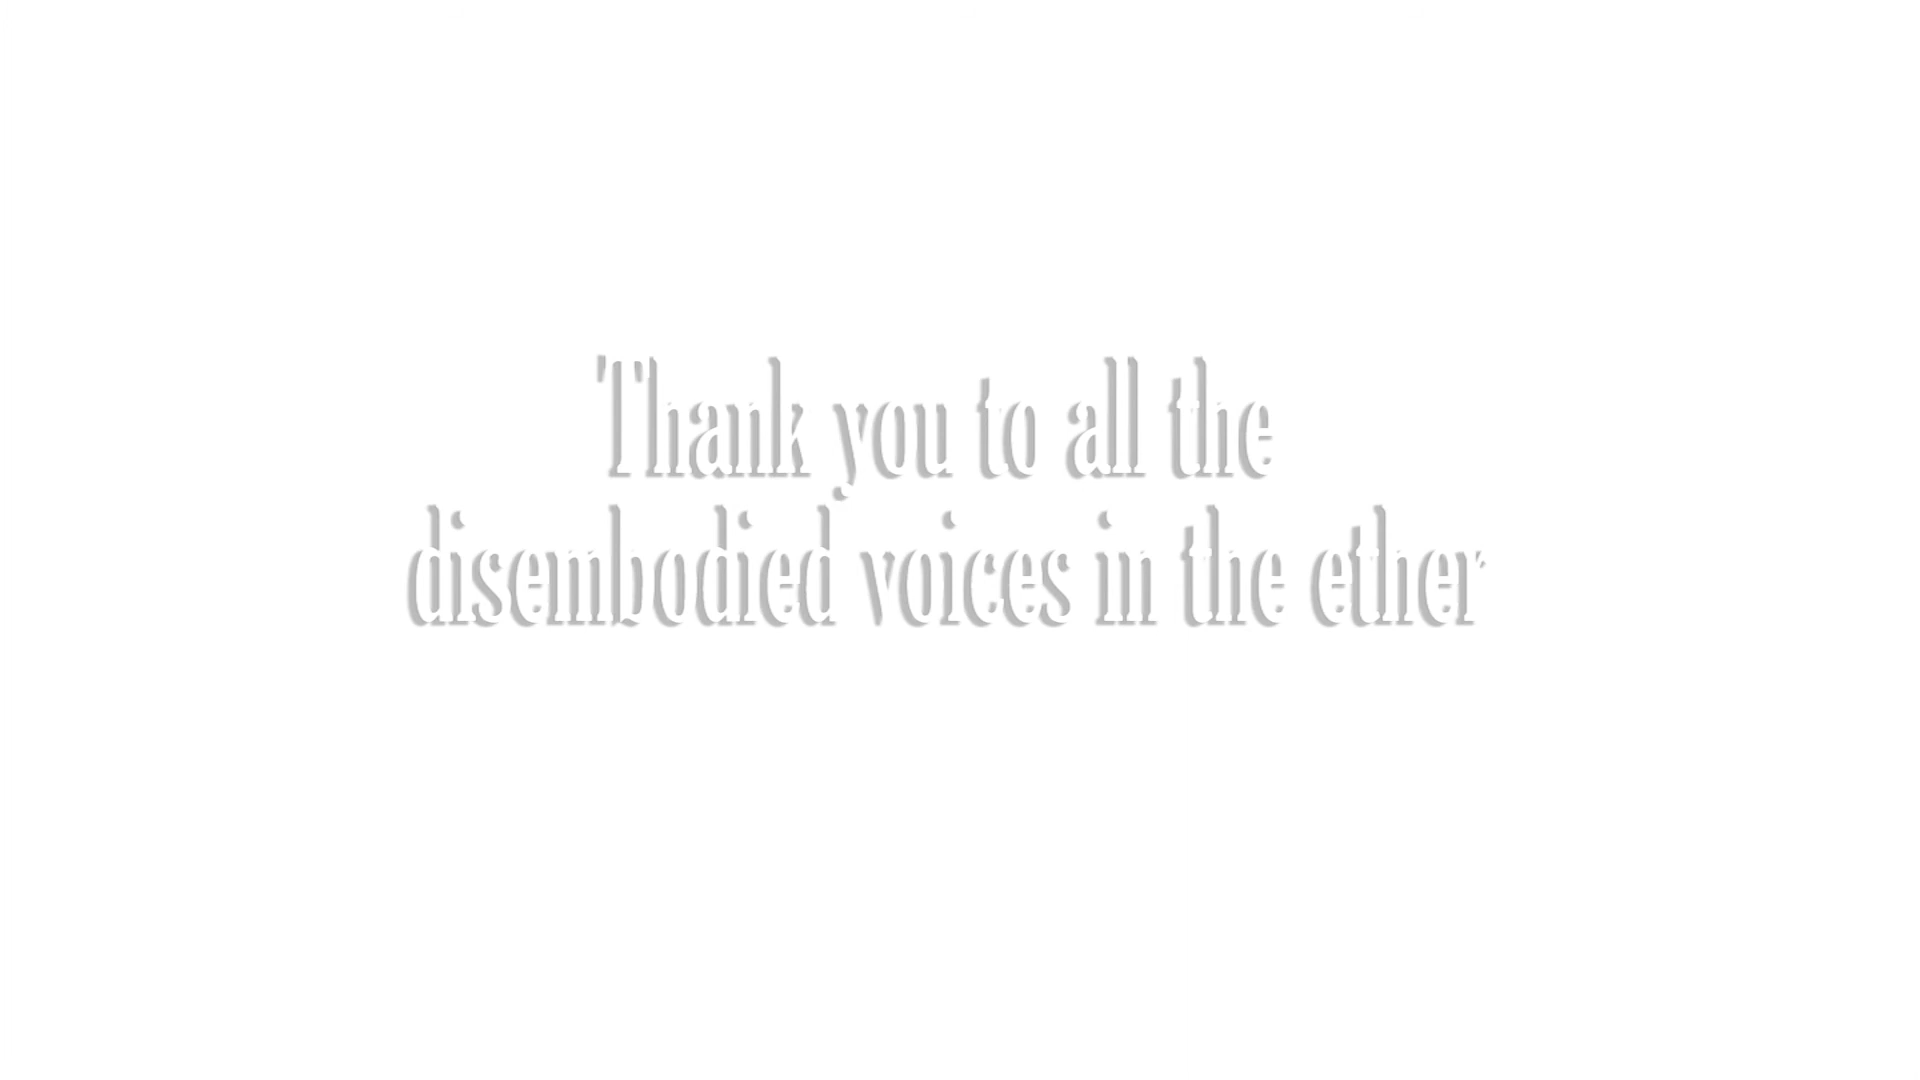 Thank you to all the
disembodied voices in the ether